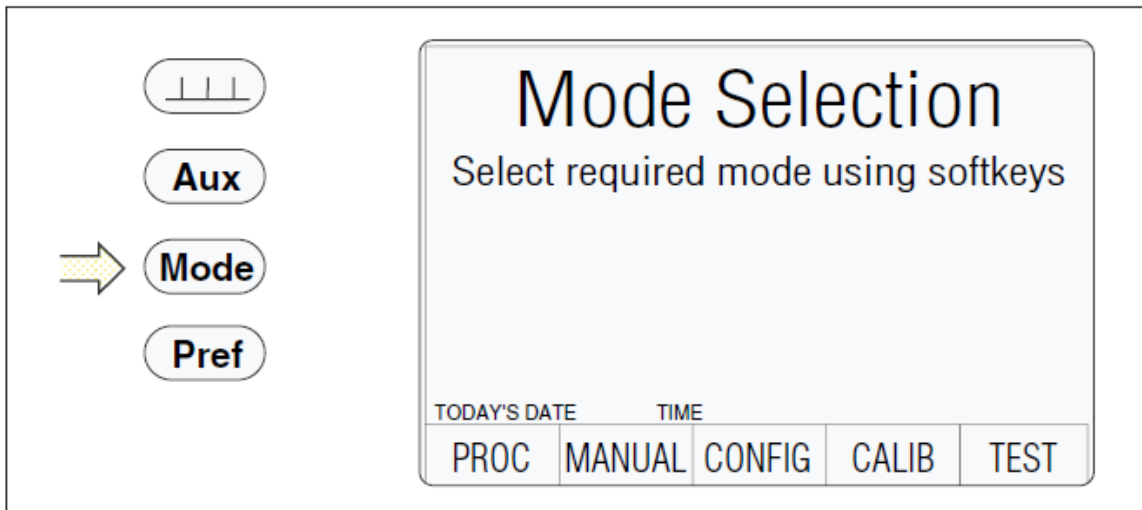 Aux
Mode
Pref
Mode Selection
Select required mode using softkeys
TODAY'S DATE TIME
PROC MANUAL CONFIG CALIB TEST